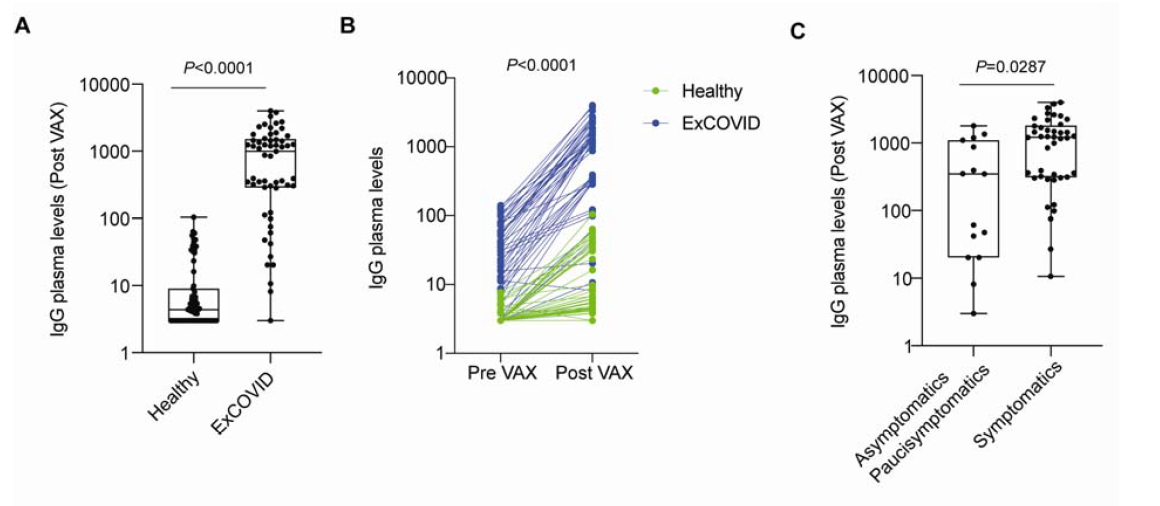 A
P<0.0001
IgG plasma levels (Post VAX)
10000
1000
100
10
1
Healthy
ExCOVID
B
P<0.0001
IgG plasma levels
10000
1000
100
10
1
Pre VAX
Post VAX
Healthy
ExCOVID
C
P=0.0287
IgG plasma levels (Post VAX)
10000
1000
100
10
1
Asymptomatics
Paucisymptomatics
Symptomatics